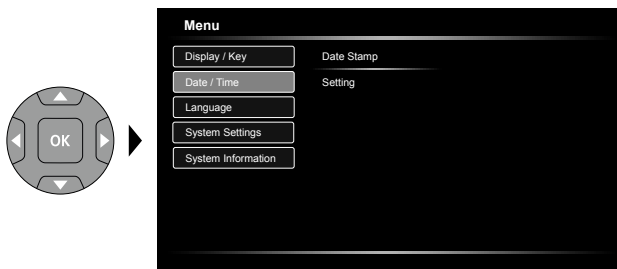 Menu
Display / Key
Date Stamp
Date / Time
Setting
Language
OK
System Settings
System Information